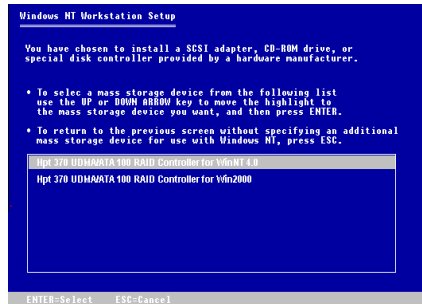 Windows NT Workstation Setup
You have chosen to install a SCSI adapter, CD-ROM drive, or
special disk controller provided by a hardware manufacturer.
• To selec a mass storage device from the following list
use the UP or DOWN ARROW key to move the highlight to
the mass storage device you want, and then press ENTER.
• To return to the previous screen without specifying an additional
mass storage device for use with Windows NT, press ESC.
Hpt 370 UDMA/ATA 100 RAID Controller for WinNT 4.0
Hpt 370 UDMA/ATA 100 RAID Controller for Win2000
ENTER=Select ESC=Cancel